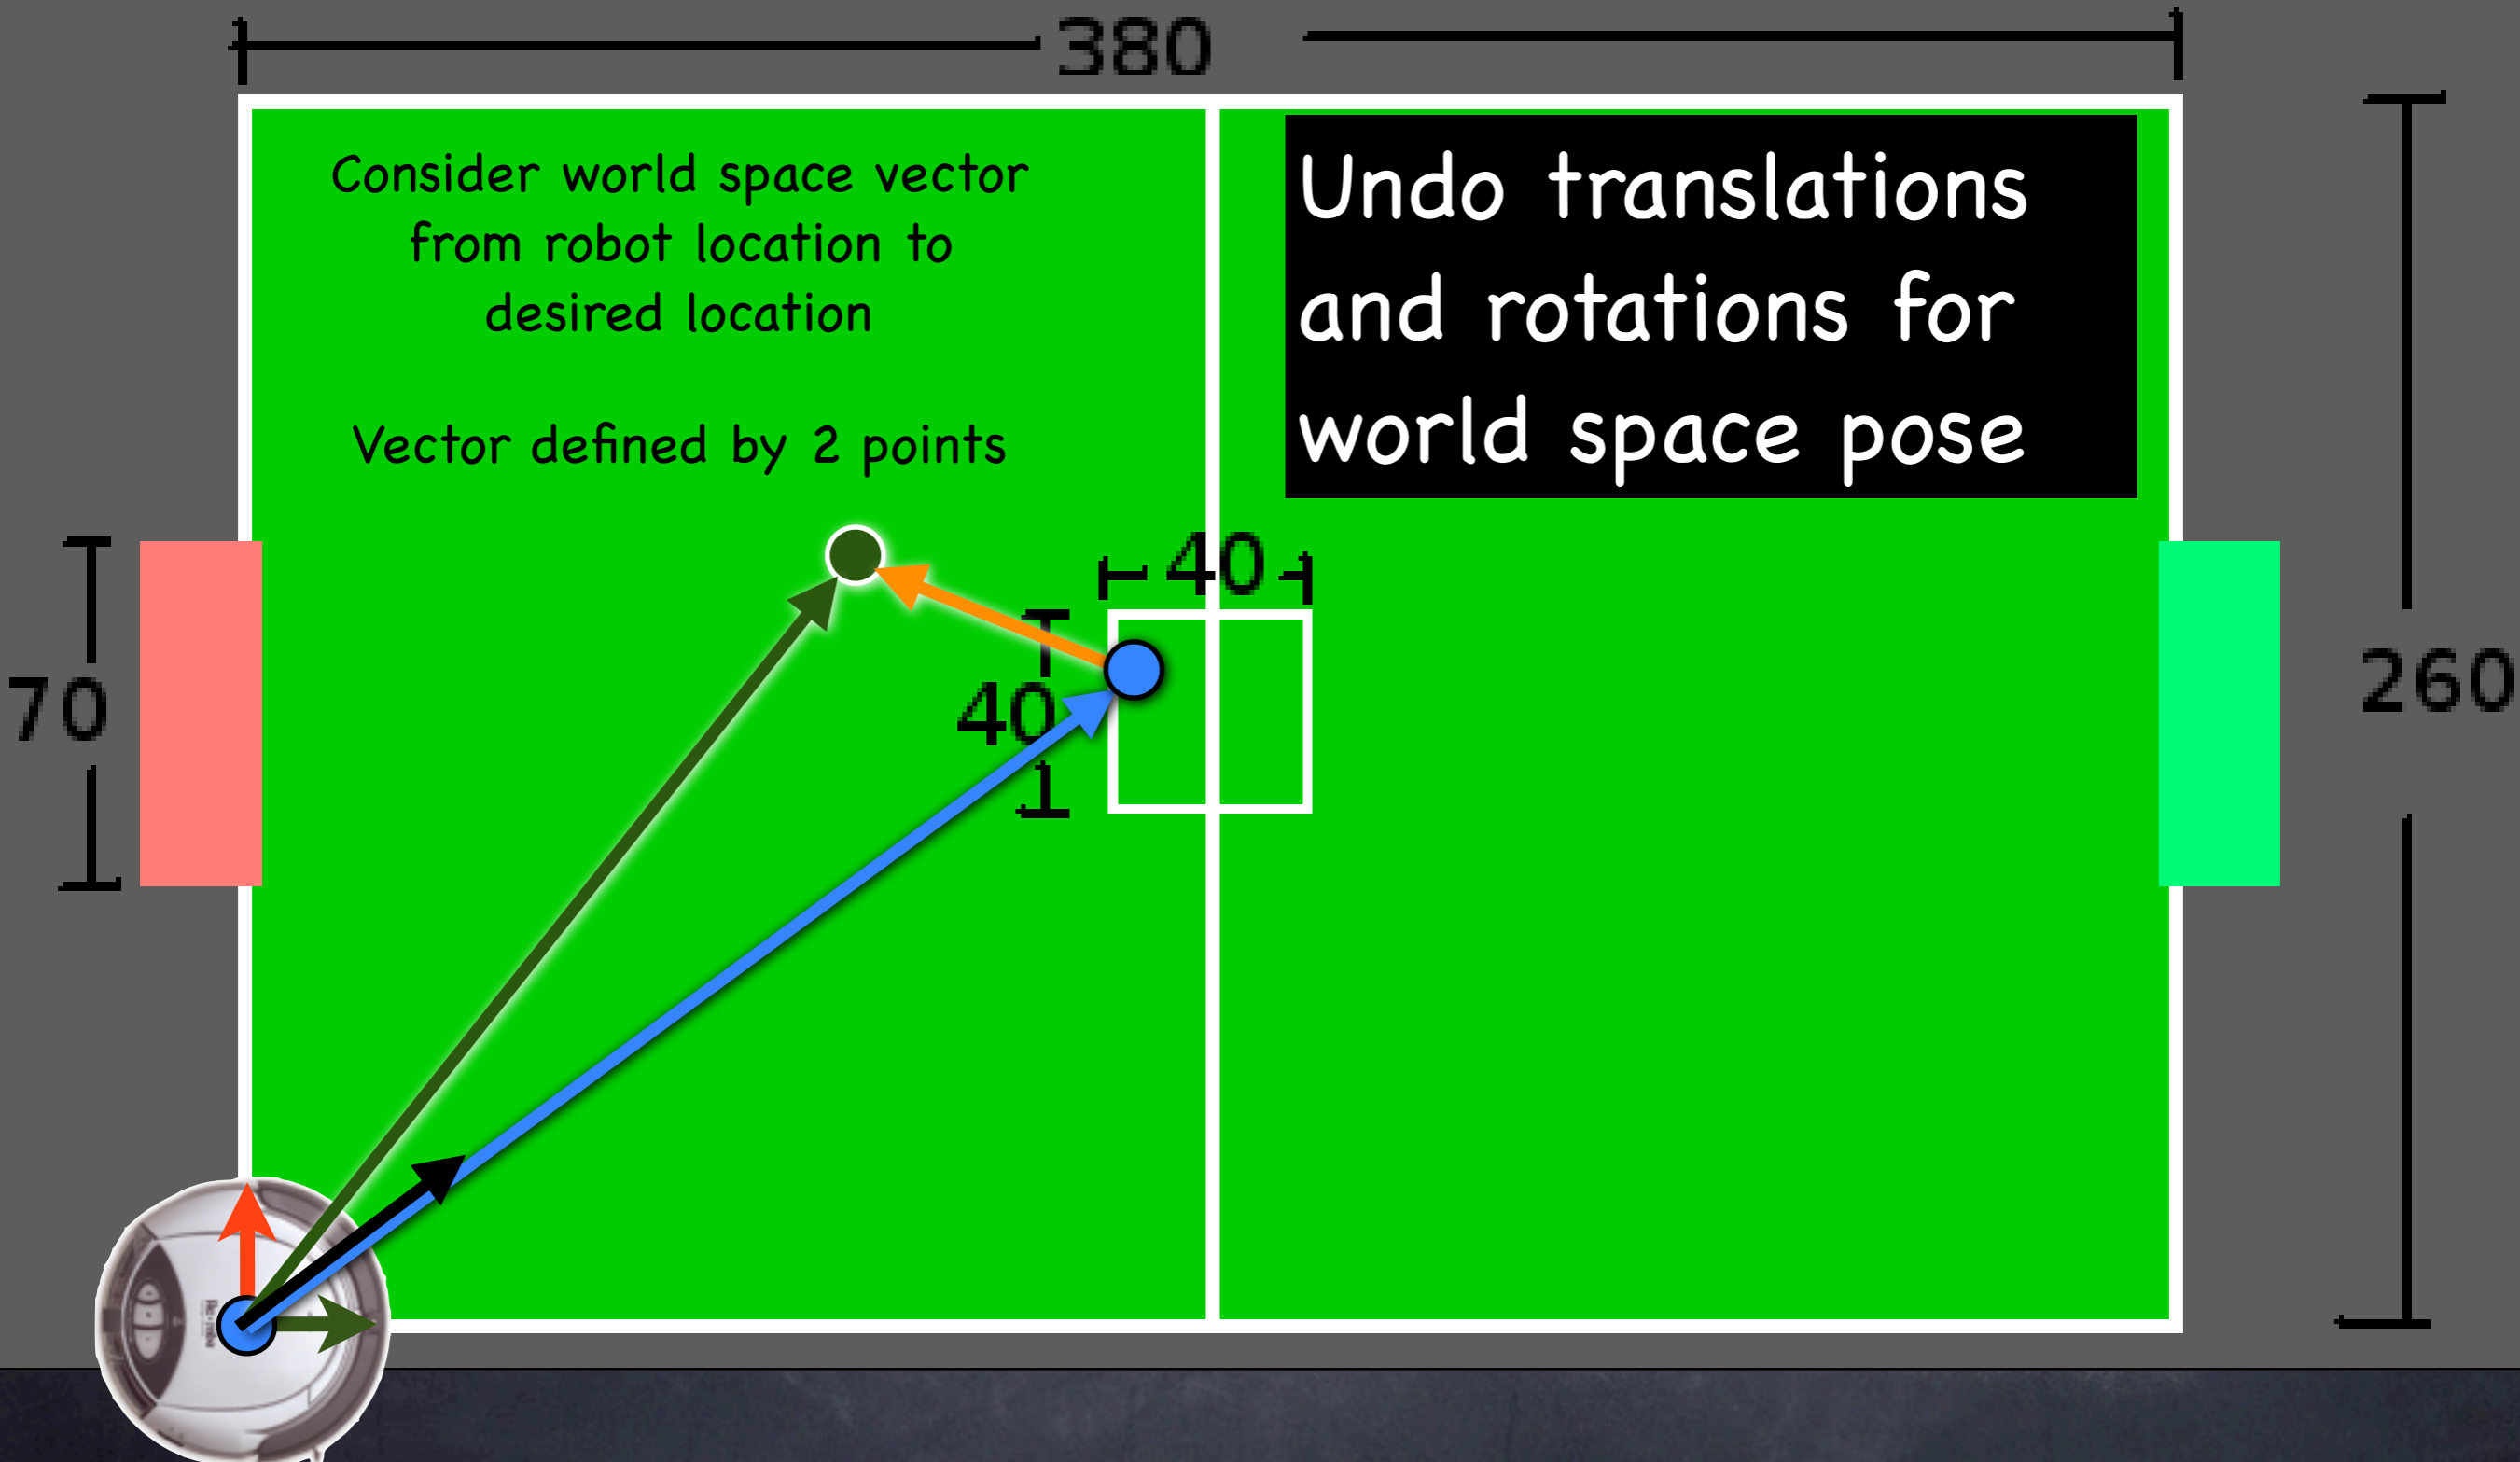 380
Consider world space vector
from robot location to
desired location
Vector defined by 2 points
Undo translations
and rotations for
world space pose
40
40
70
260